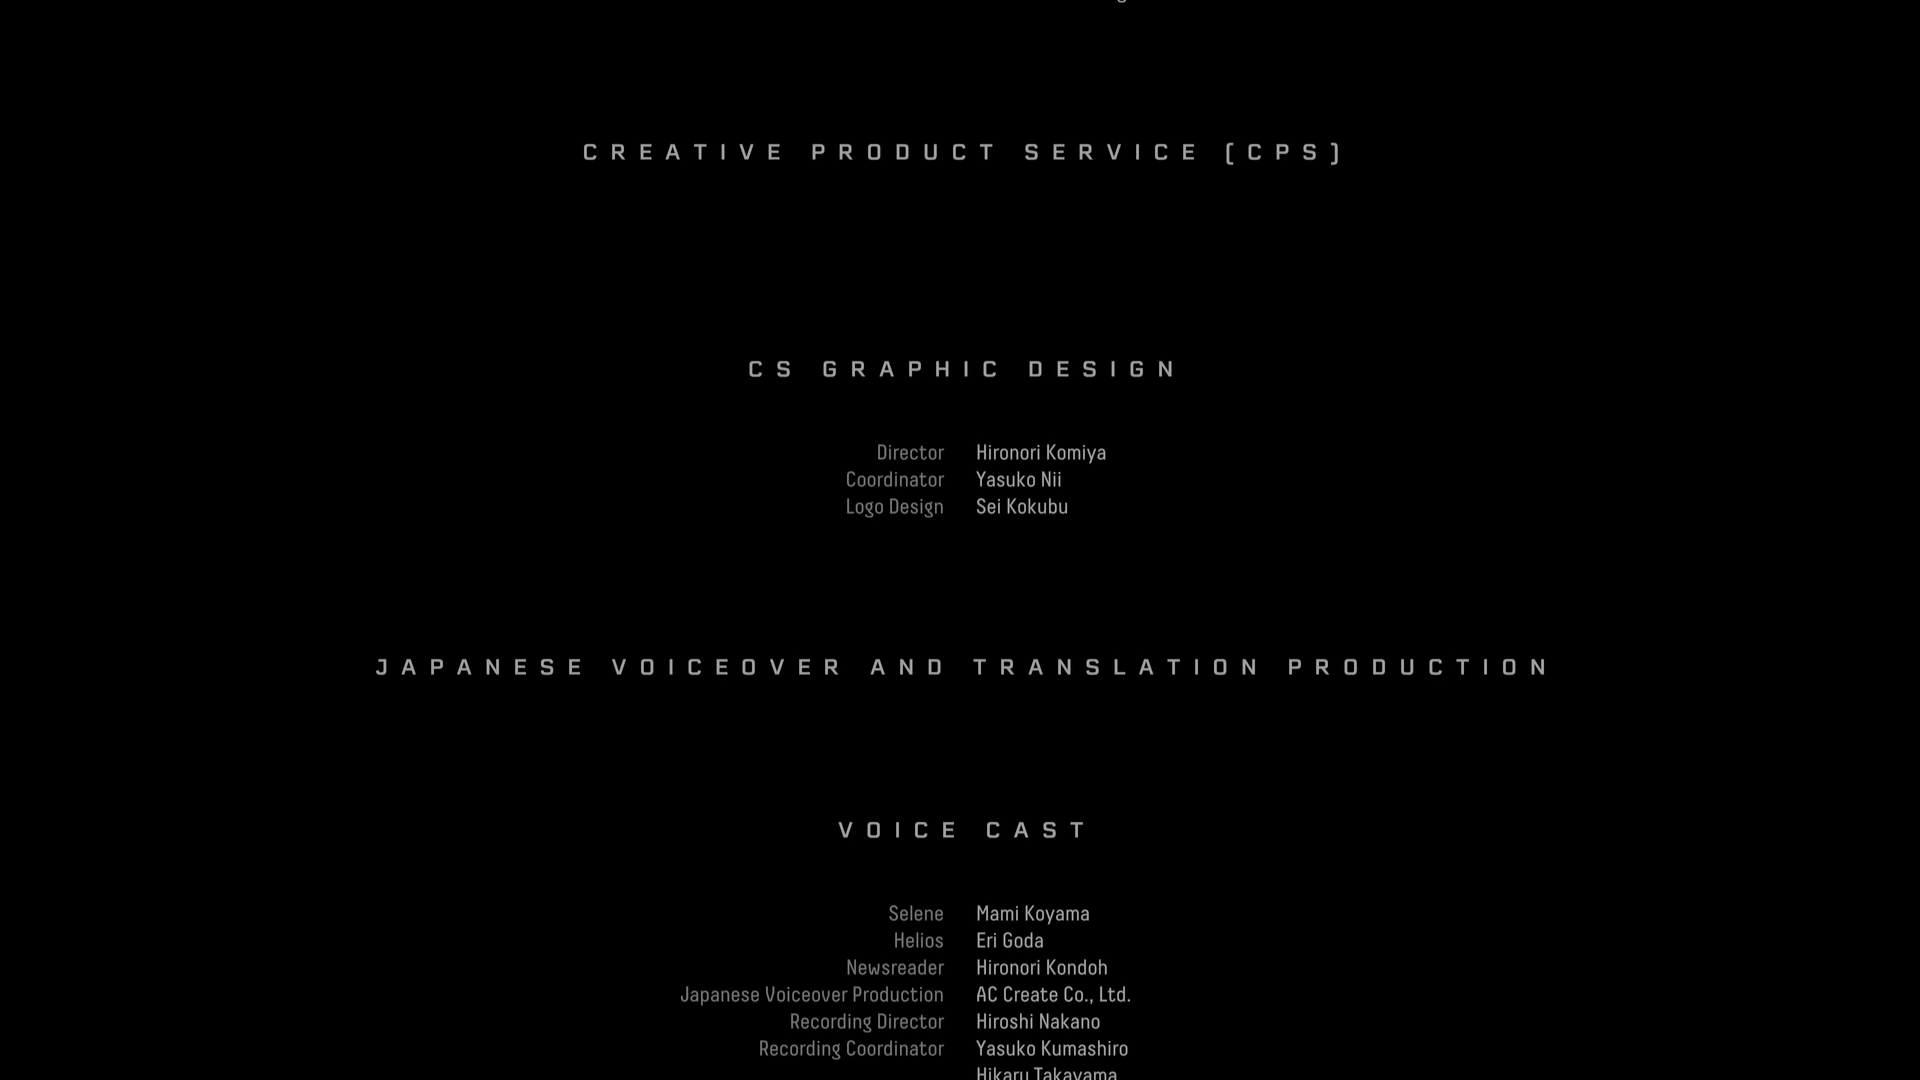 CREATIVE PRODUCT SERVICE (CPS)
CS GRAPHIC DESIGN
Director Hironori Komiya
Coordinator Yasuko Nii
Logo Design Sei Kokubu
JAPANESE VOICEOVER AND TRANSLATION PRODUCTION
VOICE CAST
Selene Mami Koyama
Helios Eri Goda
Newsreader Hironori Kondoh
Japanese Voiceover Production AC Create Co., Ltd.
Recording Director Hiroshi Nakano
Recording Coordinator Yasuko Kumashiro
Hikaru Takayama